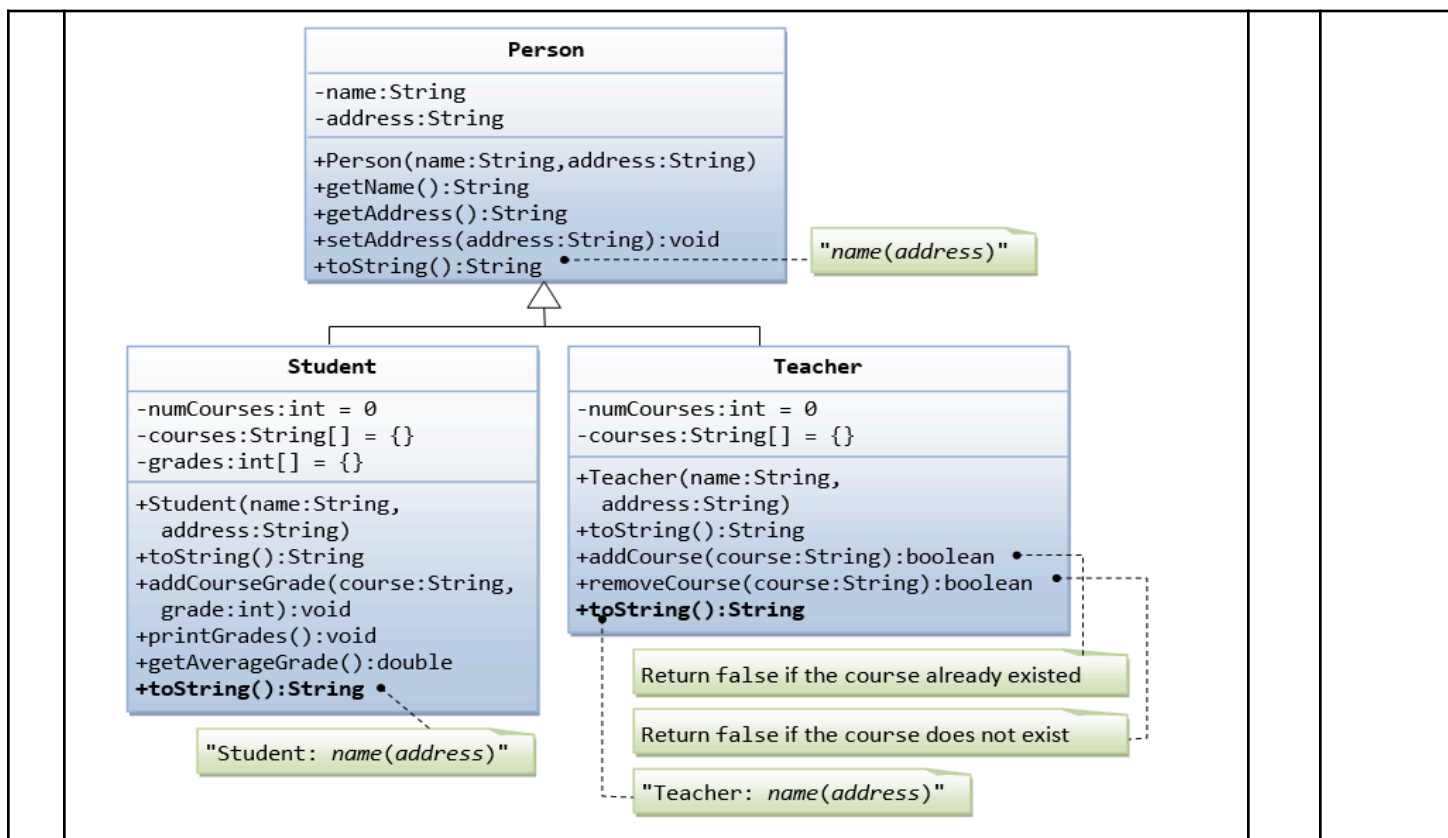 Person
-name:String
-address:String
+Person(name:String,address:String)
+getName():String
+getAddress():String
+setAddress(address:String):void
+toString():String
"name(address)"
Student
-numCourses:int = 0
-courses:String[] = {}
-grades:int[] = {}
+Student(name:String,
address:String)
+toString():String
+addCourseGrade(course:String,
grade:int):void
+printGrades():void
+getAverageGrade():double
+toString():String
"Student: name(address)"
Teacher
-numCourses:int = 0
-courses:String[] = {}
+Teacher(name:String,
address:String)
+toString():String
+addCourse(course:String):boolean
+removeCourse(course:String):boolean
+toString():String
Return false if the course already existed
Return false if the course does not exist
"Teacher: name(address)"